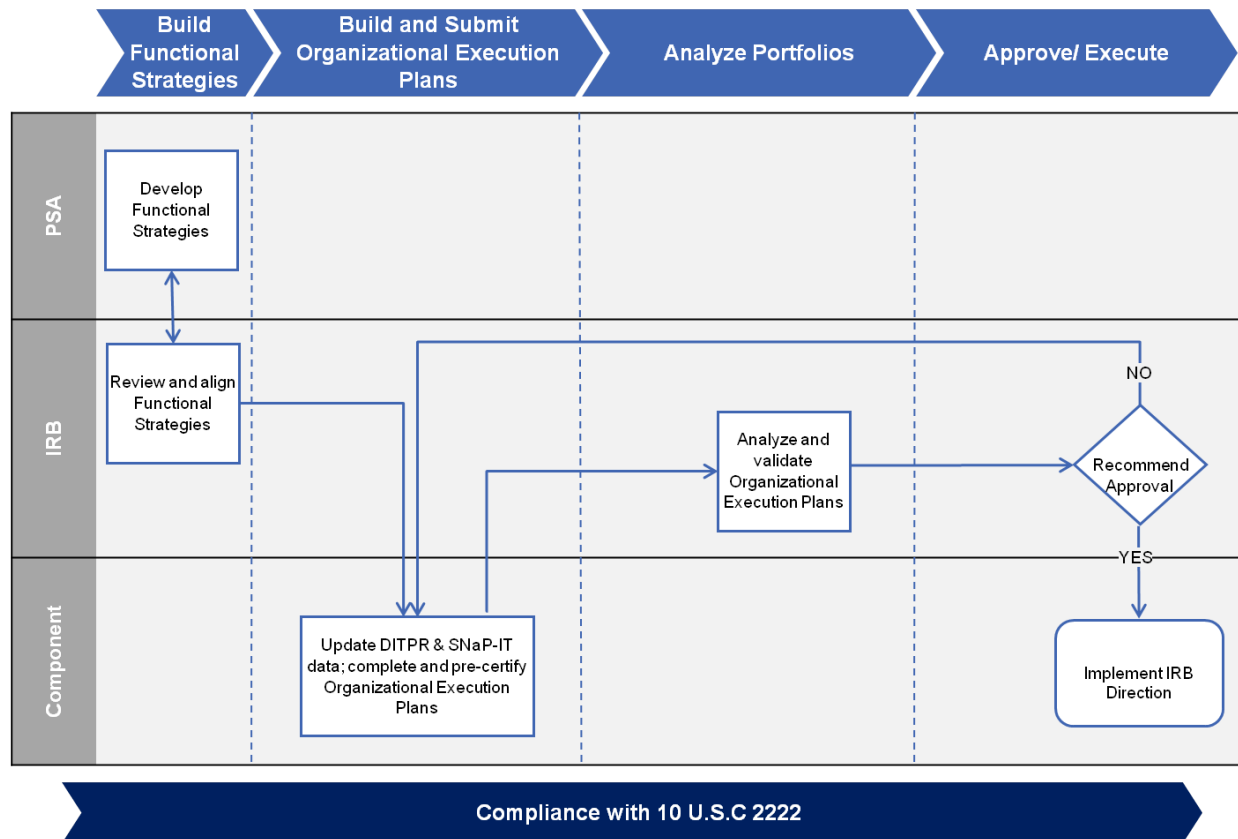 Build
Functional
Strategies
Build and Submit
Organizational Execution
Plans
Analyze Portfolios
Approve/ Execute
PSA
Develop
Functional
Strategies
IRB
Review and align
Functional
Strategies
Analyze and
validate
Organizational
Execution Plans
NO
Recommend
Approval
YES
Component
Update DITPR & SNaP-IT
data; complete and pre-certify
Organizational Execution
Plans
Implement IRB
Direction
Compliance with 10 U.S.C 2222